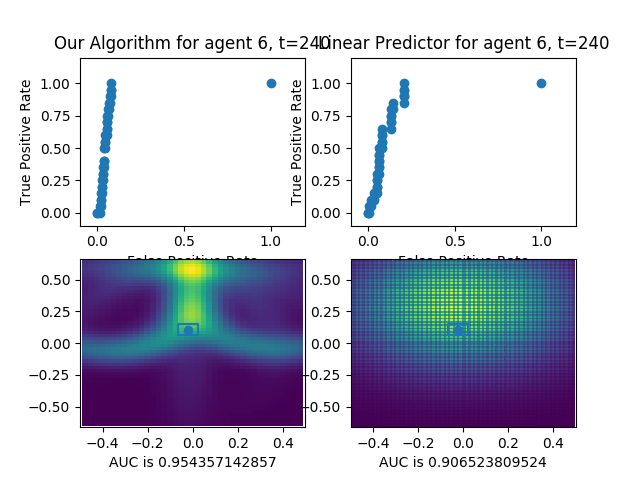 Our Algorithm for agent 6, t=240
Linear Predictor for agent 6, t=240
True Positive Rate
1.00
0.75
0.50
0.25
0.00
0.0 0.5 1.0
False Positive Rate
True Positive Rate
1.00
0.75
0.50
0.25
0.00
0.0 0.5 1.0
False Positive Rate
0.50
0.25
0.00
−0.25
−0.50
−0.4 −0.2 0.0 0.2 0.4
AUC is 0.954357142857
0.50
0.25
0.00
−0.25
−0.50
−0.4 −0.2 0.0 0.2 0.4
AUC is 0.906523809524